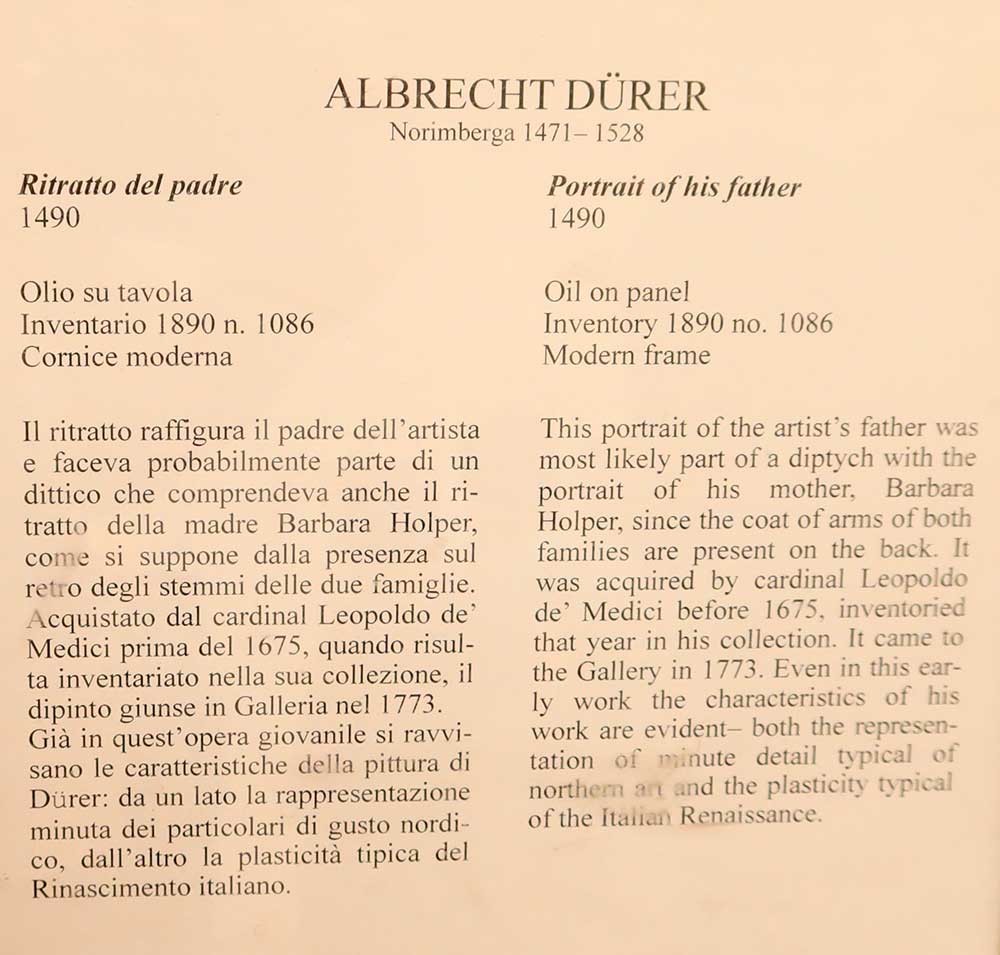 ALBRECHT DÜRER
Norimberga 1471– 1528
Ritratto del padre
1490
Olio su tavola
Inventario 1890 n. 1086
Cornice moderna
Il ritratto raffigura il padre dell’artista
e faceva probabilmente parte di un
dittico che comprendeva anche il ri-
tratto della madre Barbara Holper,
come si suppone dalla presenza sul
retro degli stemmi delle due famiglie.
Acquistato dal cardinal Leopoldo de’
Medici prima del 1675, quando risul-
ta inventariato nella sua collezione, il
dipinto giunse in Galleria nel 1773.
Già in quest’opera giovanile si ravvi-
sano le caratteristiche della pittura di
Dürer: da un lato la rappresentazione
minuta dei particolari di gusto nordi-
co, dall’altro la plasticità tipica del
Rinascimento italiano.
Portrait of his father
1490
Oil on panel
Inventory 1890 no. 1086
Modern frame
This portrait of the artist’s father was
most likely part of a diptych with the
portrait of his mother, Barbara
Holper, since the coat of arms of both
families are present on the back. It
was acquired by cardinal Leopoldo
de’ Medici before 1675, inventoried
that year in his collection. It came to
the Gallery in 1773. Even in this ear-
ly work the characteristics of his
work are evident– both the represen-
tation of minute detail typical of
northern art and the plasticity typical
of the Italian Renaissance.